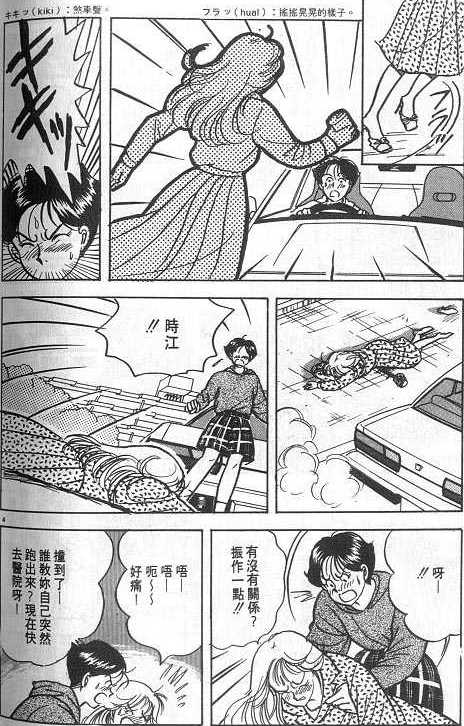 フラッ(hual)：搖搖晃晃的樣子。
キキッ(kiki)：煞車聲。
キキッ
時江
!!
!!呀—
有沒有關係？
振作一點!!
唔—
唔—
呃～～
好痛！
撞到了—
誰教妳自己突然
跑出來？現在快
去醫院呀！
4